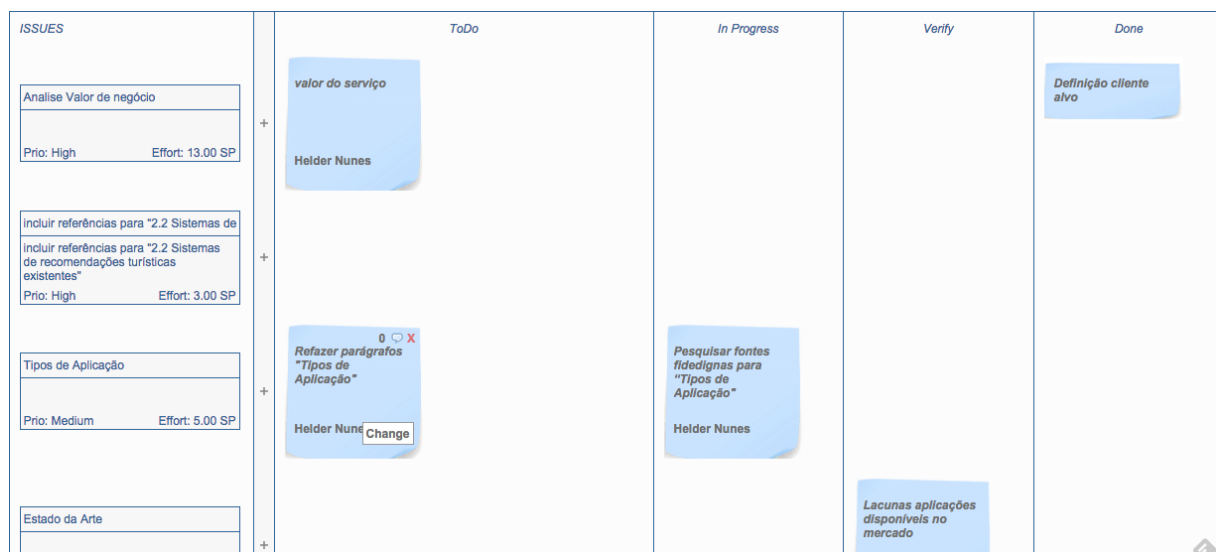 ISSUES
ToDo
In Progress
Verify
Done
Analise Valor de negócio
Prio: High Effort: 13.00 SP
+
valor do serviço
Helder Nunes
Definição cliente
alvo
incluir referências para "2.2 Sistemas de
incluir referências para "2.2 Sistemas
de recomendações turísticas
existentes"
Prio: High Effort: 3.00 SP
+
Tipos de Aplicação
Prio: Medium Effort: 5.00 SP
+
0 X
Refazer parágrafos
"Tipos de
Aplicação"
Helder Nune
Change
Pesquisar fontes
fidedignas para
"Tipos de
Aplicação"
Helder Nunes
Estado da Arte
+
Lacunas aplicações
disponíveis no
mercado